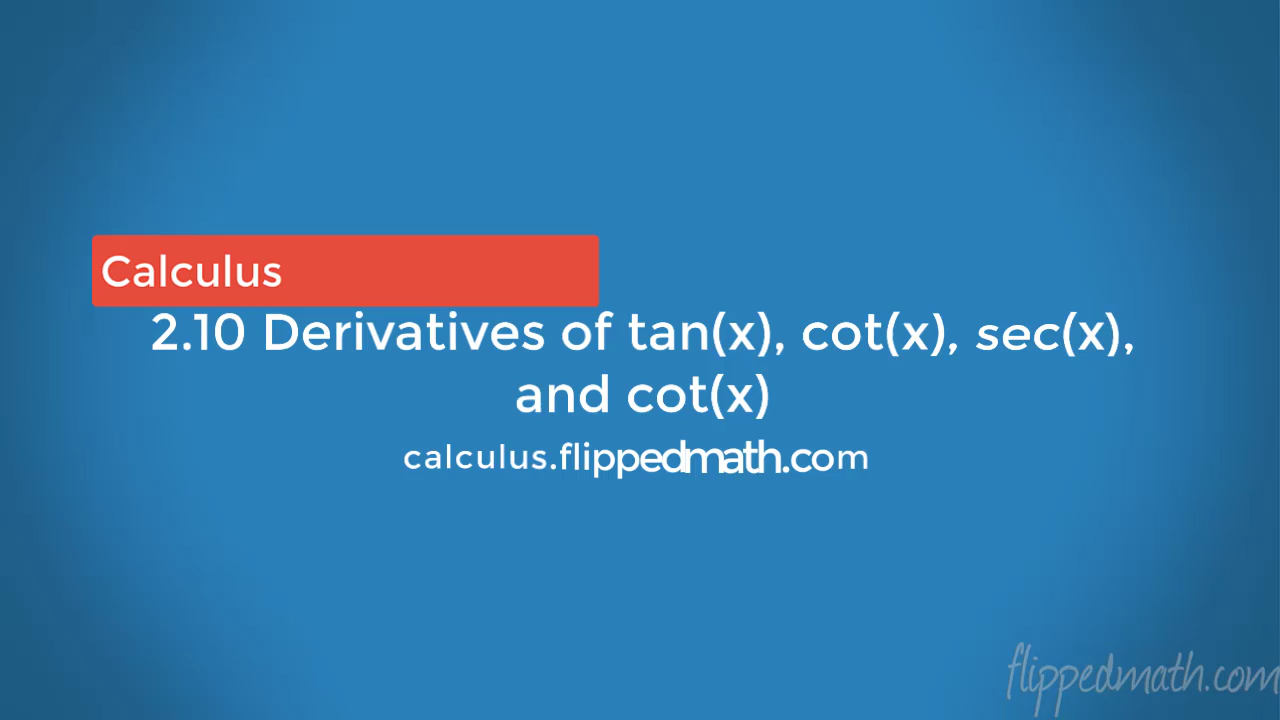 Calculus
2.10 Derivatives of tan(x), cot(x), sec(x),
and cot(x)
calculus.flippedmath.com
flippedmath.com